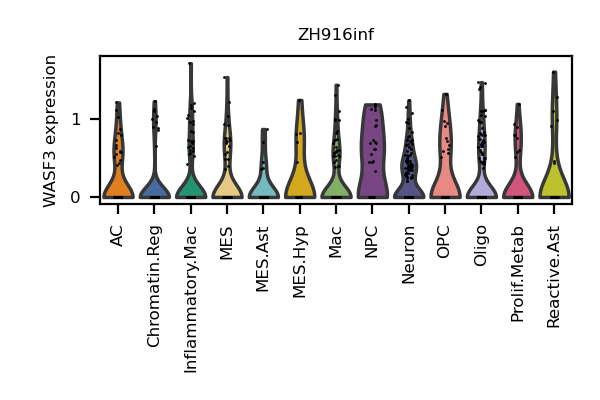 ZH916inf
WASF3 expression
1
0
AC
Chromatin.Reg
Inflammatory.Mac
MES
MES.Ast
MES.Hyp
Mac
NPC
Neuron
OPC
Oligo
Prolif.Metab
Reactive.Ast